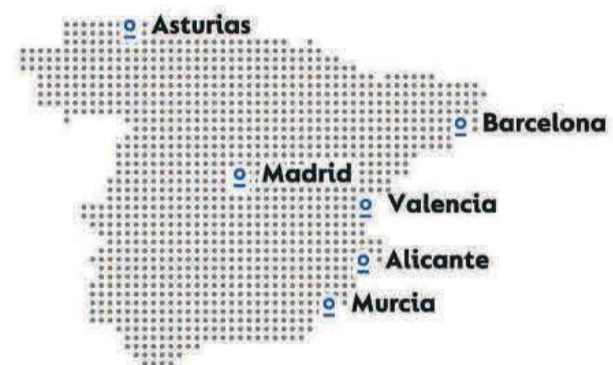 Asturias
Barcelona
Madrid
Valencia
Alicante
Murcia